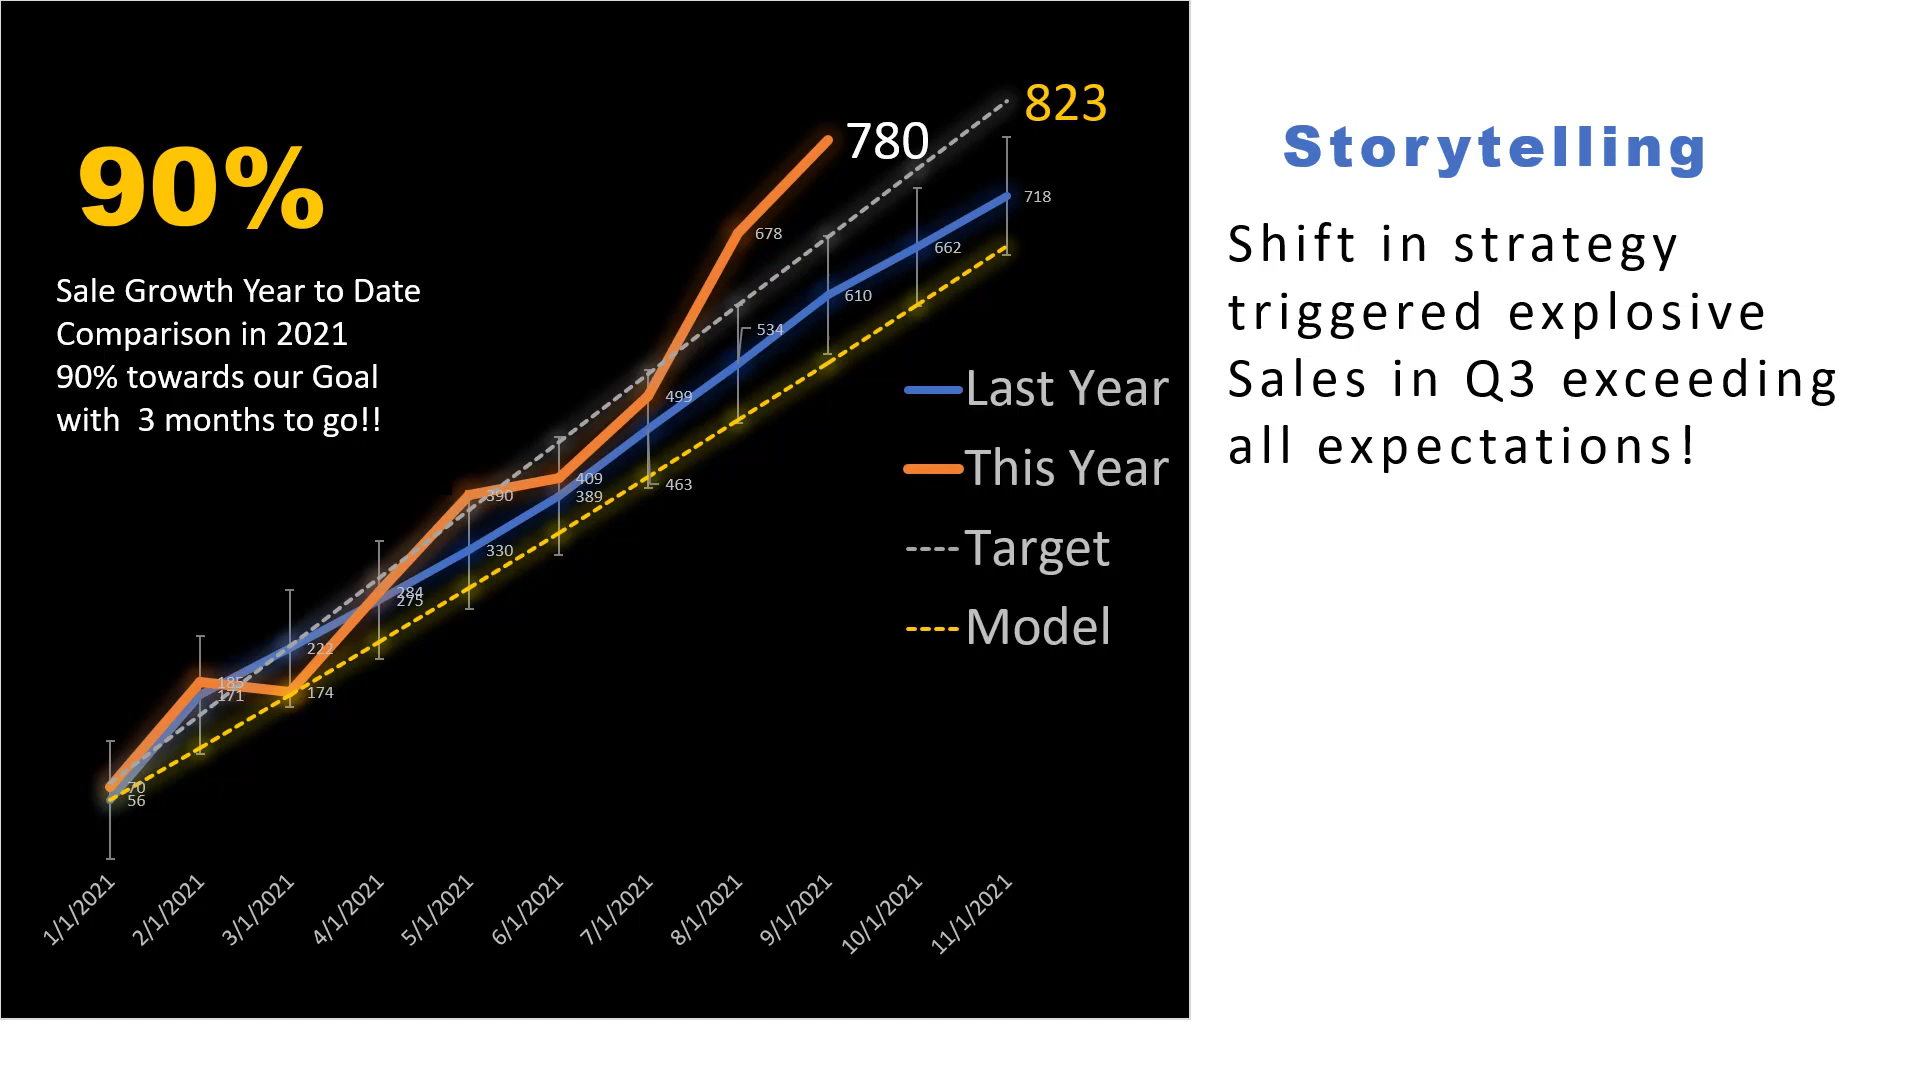 90%
Sale Growth Year to Date
Comparison in 2021
90% towards our Goal
with  3 months to go!!
823
780
718
678
662
610
534
499
463
409
389
390
330
284
275
222
174
185
171
70
56
Last Year
This Year
Target
Model
1/1/2021
2/1/2021
3/1/2021
4/1/2021
5/1/2021
6/1/2021
7/1/2021
8/1/2021
9/1/2021
10/1/2021
11/1/2021
Storytelling
Shift in strategy
triggered explosive
Sales in Q3 exceeding
all expectations!